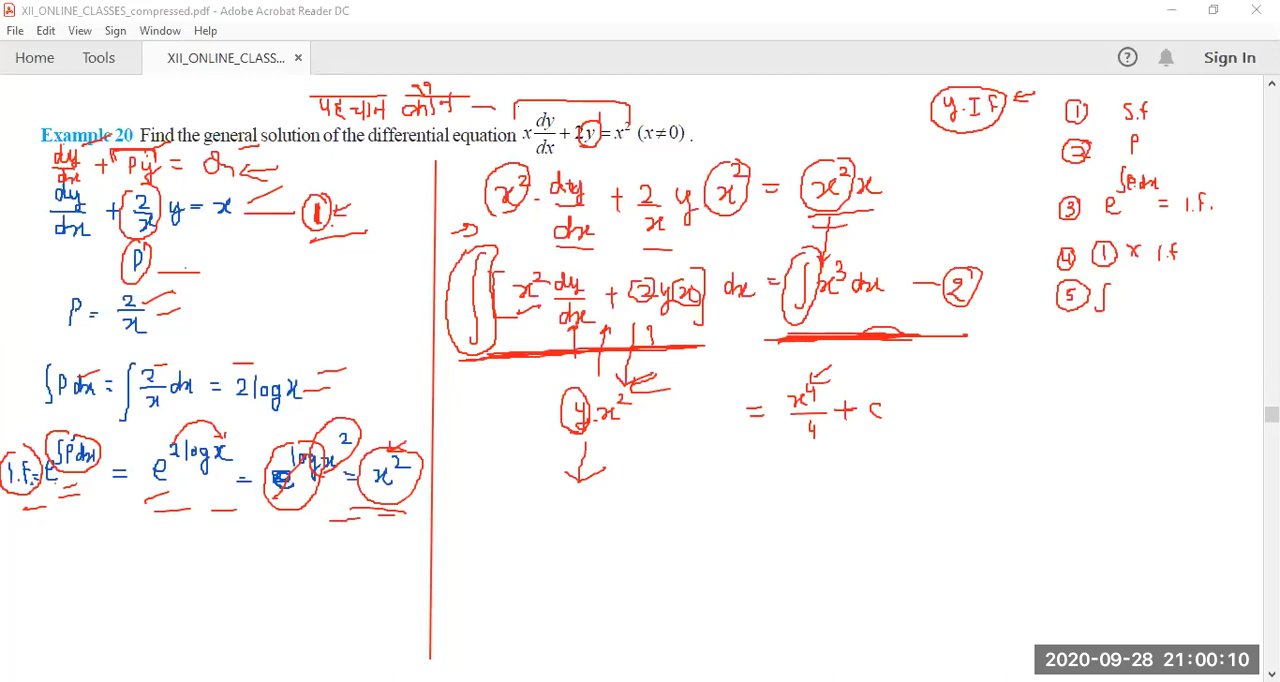 XII_ONLINE_CLASSES_compressed.pdf - Adobe Acrobat Reader DC
File Edit View Sign Window Help
Home Tools XII_ONLINE_CLASS... × Sign In
पहचान
Example 20 Find the general solution of the differential equation x dy/dx + 2y = x² (x≠0) .
dy/dx + Py =
dy/dx + 2/x y = x 1
P
P = 2/x
∫Pdx = ∫ 2/x dx = 2 log x
I.F = e^∫Pdx = e^(2 log x) = e^(log x²) = x²
x² · dy/dx + 2/x y x² = x² x
∫ [ x² dy/dx + 2y x ] dx = ∫ x³ dx — 2
y · x² = x⁴/4 + c
y. I F
1 S.f
2 P
3 e^∫Pdx = I.F.
4 1 x I.f
5 ∫
2020-09-28 21:00:10